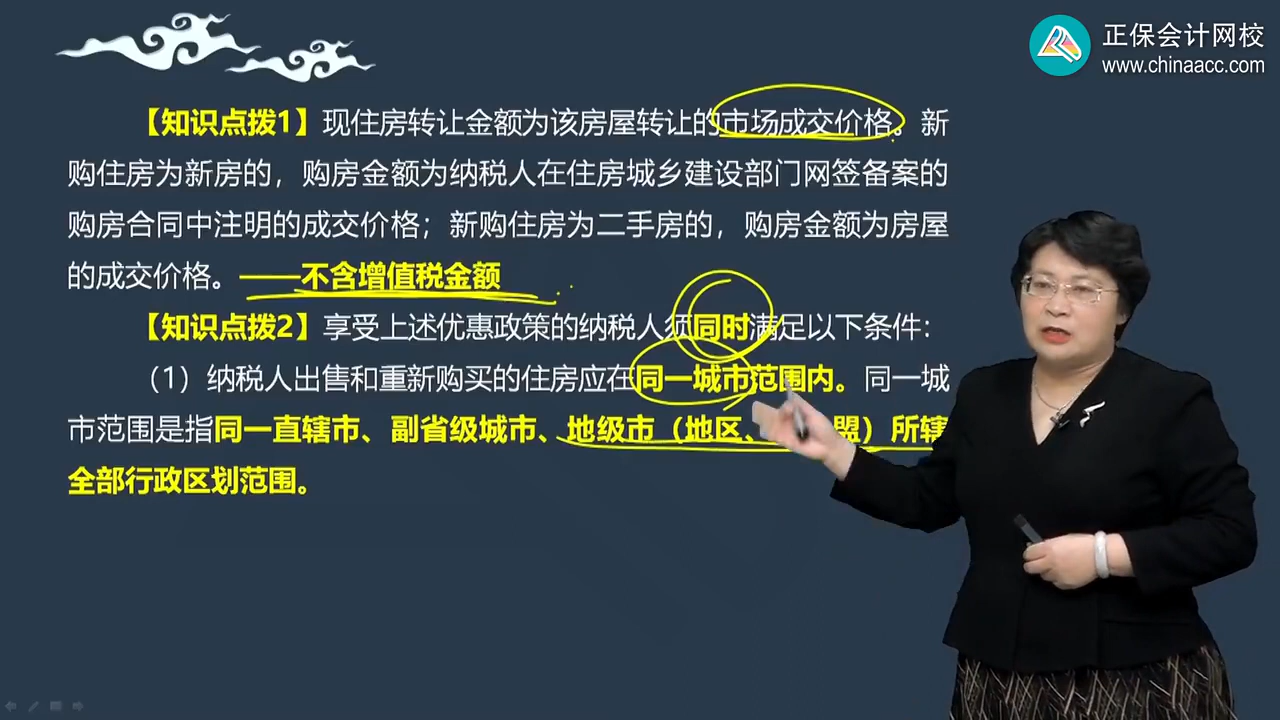 正保会计网校
www.chinaacc.com
【知识点拨1】现住房转让金额为该房屋转让的市场成交价格。新
购住房为新房的，购房金额为纳税人在住房城乡建设部门网签备案的
购房合同中注明的成交价格；新购住房为二手房的，购房金额为房屋
的成交价格。——不含增值税金额
【知识点拨2】享受上述优惠政策的纳税人须同时满足以下条件：
（1）纳税人出售和重新购买的住房应在同一城市范围内。同一城
市范围是指同一直辖市、副省级城市、地级市（地区、盟）所辖
全部行政区划范围。